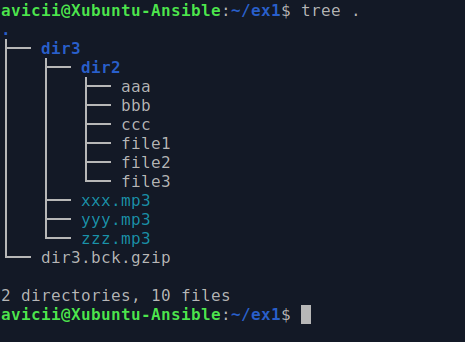 avicii@Xubuntu-Ansible:~/ex1$ tree .
.
├── dir3
│   ├── dir2
│   │   ├── aaa
│   │   ├── bbb
│   │   ├── ccc
│   │   ├── file1
│   │   ├── file2
│   │   └── file3
│   ├── xxx.mp3
│   ├── yyy.mp3
│   └── zzz.mp3
└── dir3.bck.gzip

2 directories, 10 files
avicii@Xubuntu-Ansible:~/ex1$